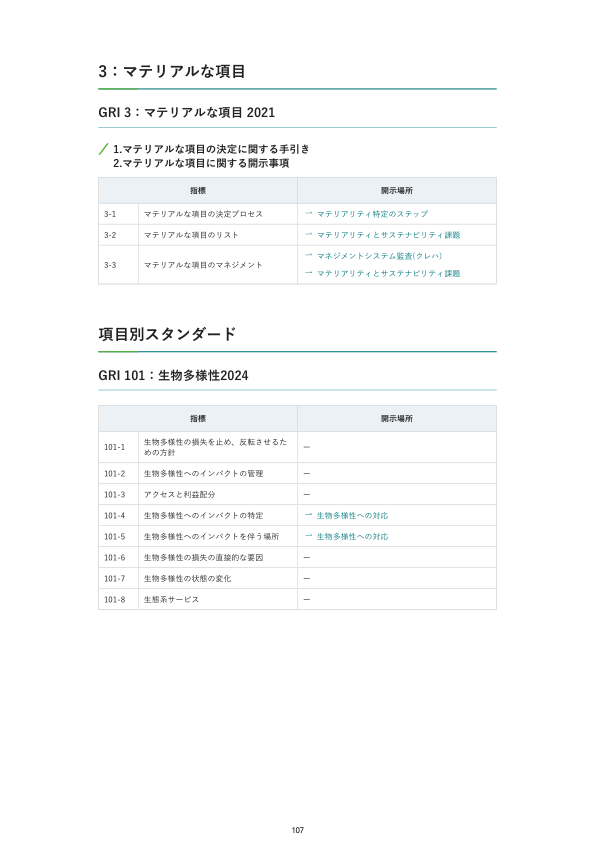 3：マテリアルな項目
GRI 3：マテリアルな項目 2021
1.マテリアルな項目の決定に関する手引き
2.マテリアルな項目に関する開示事項
指標 開示場所
3-1 マテリアルな項目の決定プロセス → マテリアリティ特定のステップ
3-2 マテリアルな項目のリスト → マテリアリティとサステナビリティ課題
3-3 マテリアルな項目のマネジメント → マネジメントシステム監査(クレハ)
→ マテリアリティとサステナビリティ課題
項目別スタンダード
GRI 101：生物多様性2024
指標 開示場所
101-1 生物多様性の損失を止め、反転させるた
めの方針 ー
101-2 生物多様性へのインパクトの管理 ー
101-3 アクセスと利益配分 ー
101-4 生物多様性へのインパクトの特定 → 生物多様性への対応
101-5 生物多様性へのインパクトを伴う場所 → 生物多様性への対応
101-6 生物多様性の損失の直接的な要因 ー
101-7 生物多様性の状態の変化 ー
101-8 生態系サービス ー
107